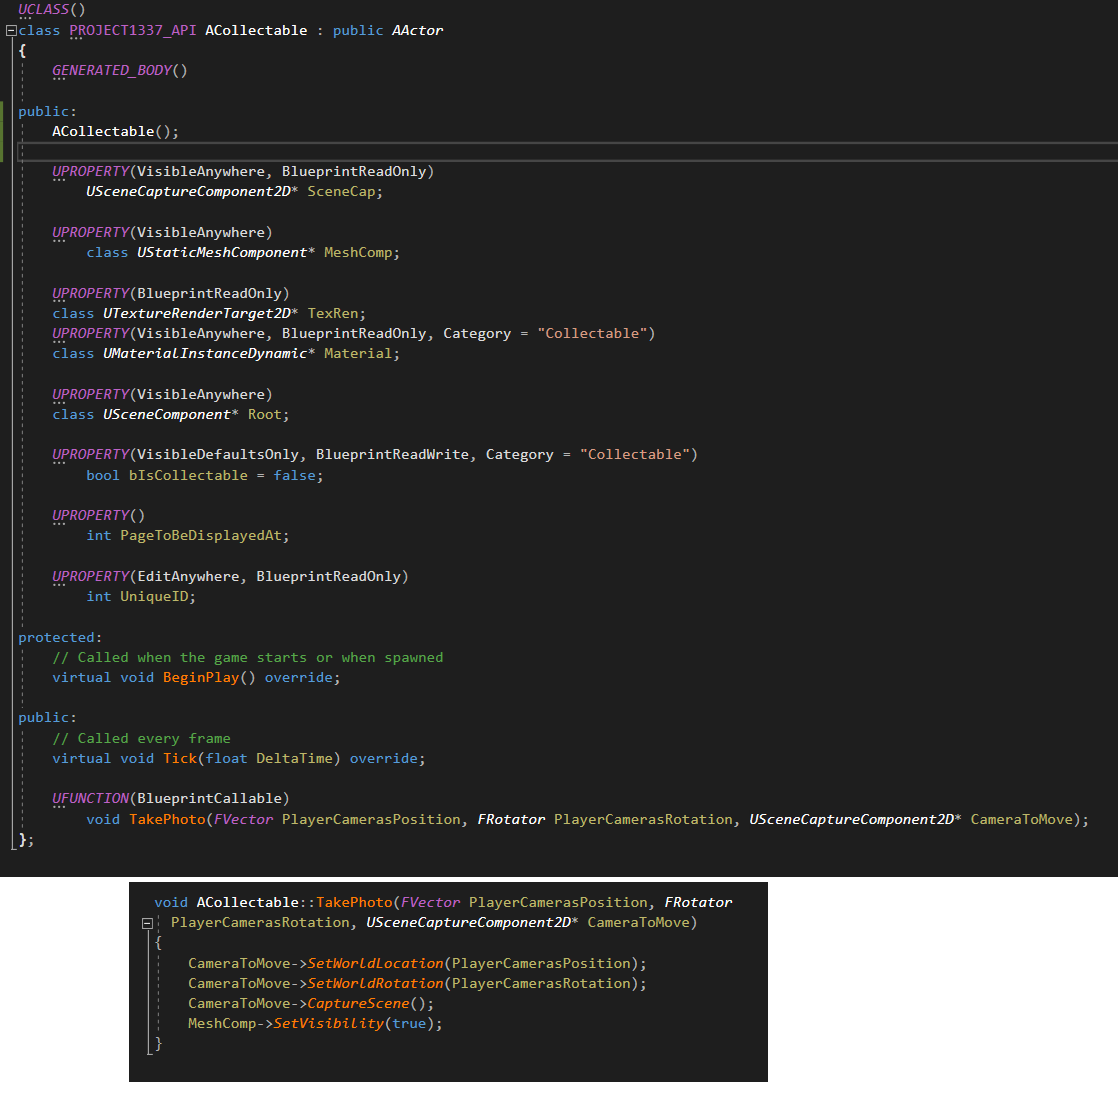 UCLASS()
class PROJECT1337_API ACollectable : public AActor
{
GENERATED_BODY()
public:
ACollectable();
UPROPERTY(VisibleAnywhere, BlueprintReadOnly)
USceneCaptureComponent2D* SceneCap;
UPROPERTY(VisibleAnywhere)
class UStaticMeshComponent* MeshComp;
UPROPERTY(BlueprintReadOnly)
class UTextureRenderTarget2D* TexRen;
UPROPERTY(VisibleAnywhere, BlueprintReadOnly, Category = "Collectable")
class UMaterialInstanceDynamic* Material;
UPROPERTY(VisibleAnywhere)
class USceneComponent* Root;
UPROPERTY(VisibleDefaultsOnly, BlueprintReadWrite, Category = "Collectable")
bool bIsCollectable = false;
UPROPERTY()
int PageToBeDisplayedAt;
UPROPERTY(EditAnywhere, BlueprintReadOnly)
int UniqueID;
protected:
// Called when the game starts or when spawned
virtual void BeginPlay() override;
public:
// Called every frame
virtual void Tick(float DeltaTime) override;
UFUNCTION(BlueprintCallable)
void TakePhoto(FVector PlayerCamerasPosition, FRotator PlayerCamerasRotation, USceneCaptureComponent2D* CameraToMove);
};
void ACollectable::TakePhoto(FVector PlayerCamerasPosition, FRotator
PlayerCamerasRotation, USceneCaptureComponent2D* CameraToMove)
{
CameraToMove->SetWorldLocation(PlayerCamerasPosition);
CameraToMove->SetWorldRotation(PlayerCamerasRotation);
CameraToMove->CaptureScene();
MeshComp->SetVisibility(true);
}